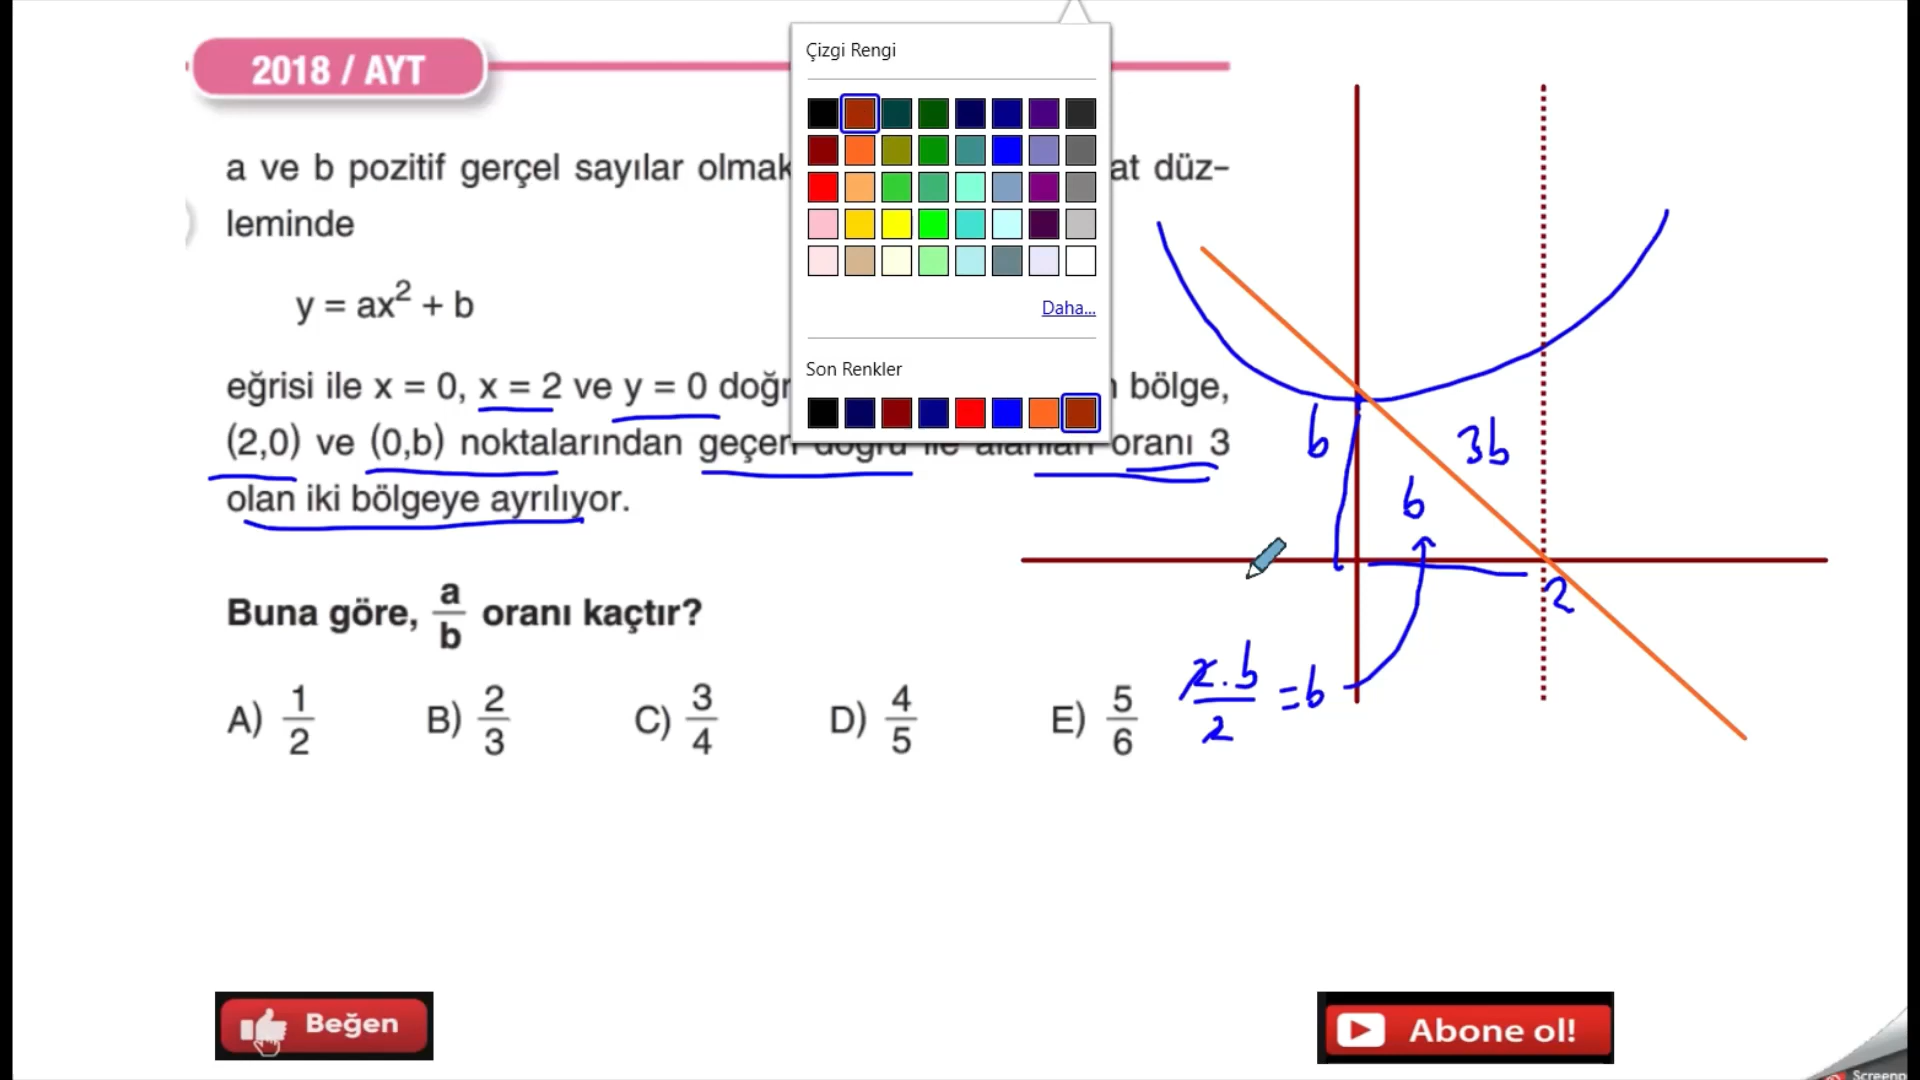 2018 / AYT
Çizgi Rengi
a ve b pozitif gerçel sayılar olmak at düz-
leminde
y = ax² + b
Daha...
Son Renkler
eğrisi ile x = 0, x = 2 ve y = 0 doğr bölge,
(2,0) ve (0,b) noktalarından geçen doğru ile alanları oranı 3
olan iki bölgeye ayrılıyor.
b
3b
b
2
Buna göre, a/b oranı kaçtır?
A) 1/2 B) 2/3 C) 3/4 D) 4/5 E) 5/6
2.b/2 = b
Beğen
Abone ol!